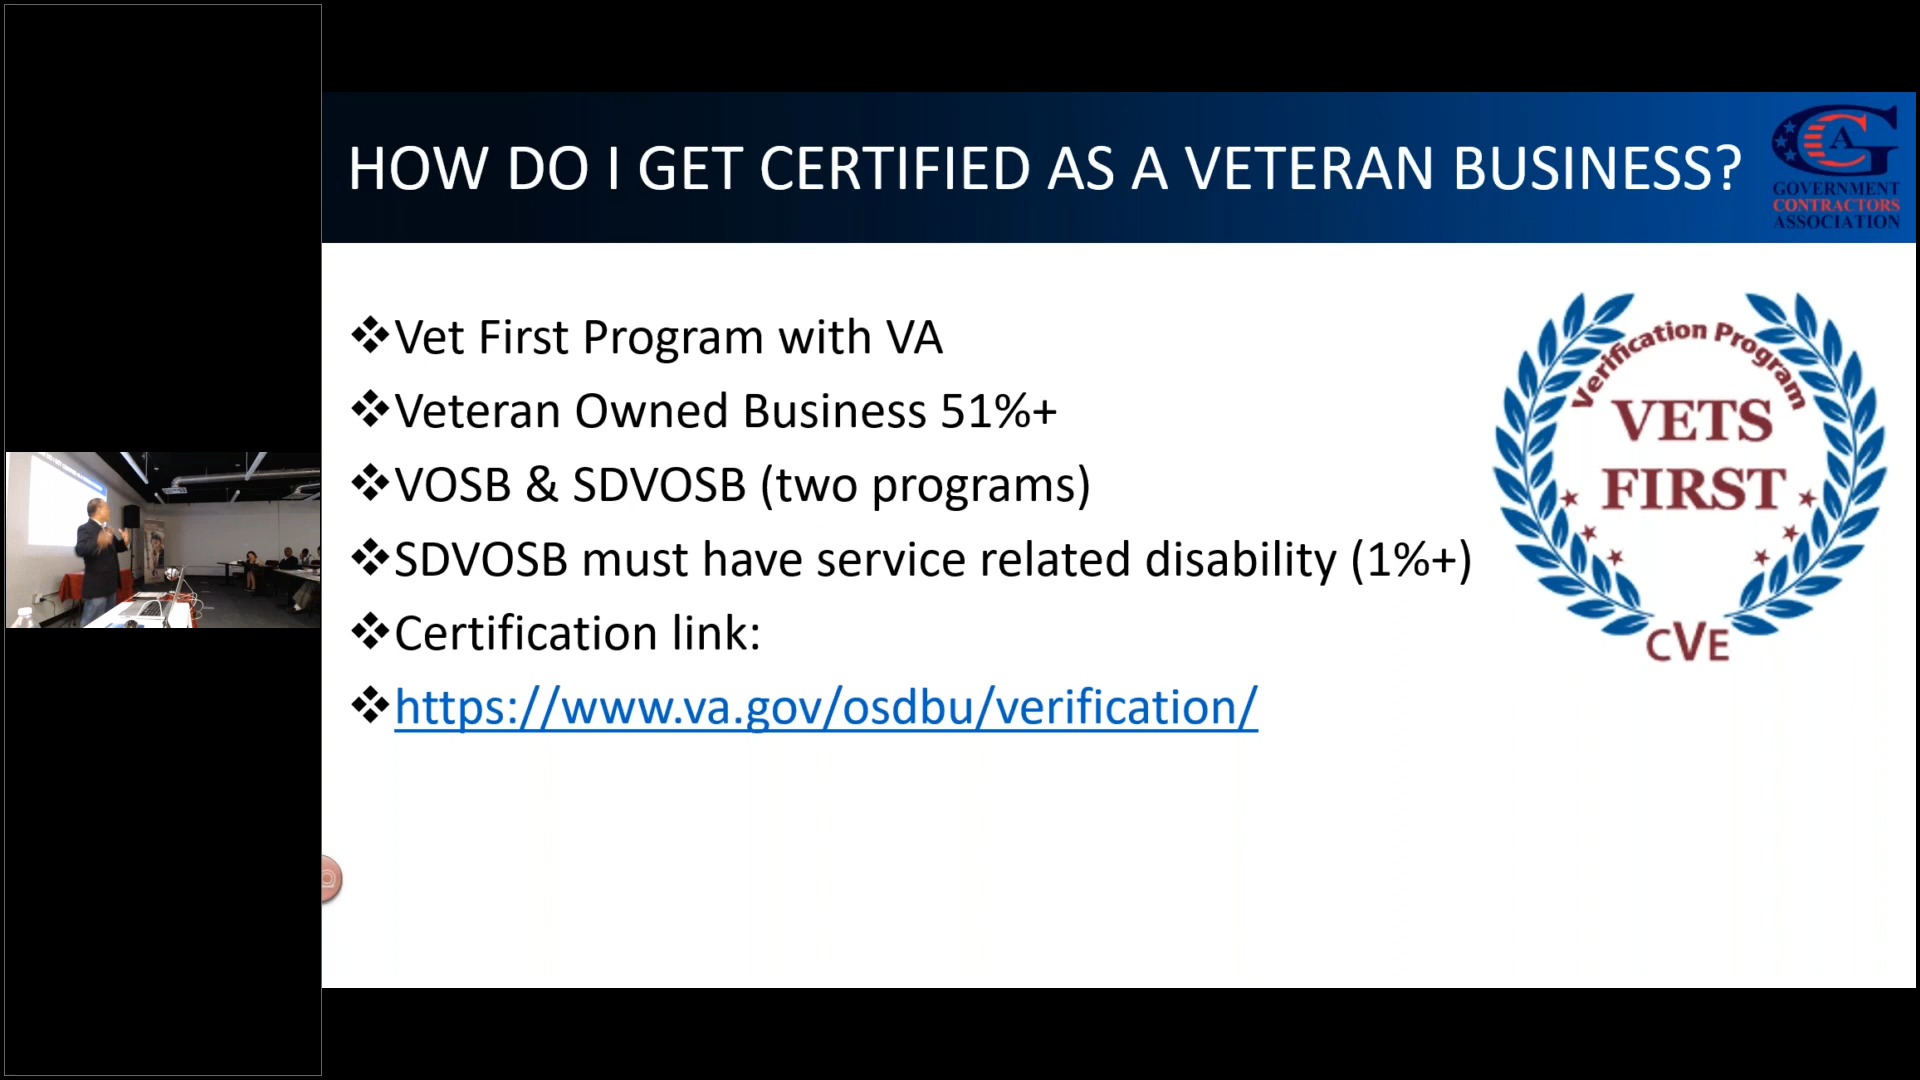 HOW DO I GET CERTIFIED AS A VETERAN BUSINESS?
GOVERNMENT
CONTRACTORS
ASSOCIATION
❖Vet First Program with VA
❖Veteran Owned Business 51%+
❖VOSB & SDVOSB (two programs)
❖SDVOSB must have service related disability (1%+)
❖Certification link:
❖https://www.va.gov/osdbu/verification/
Verification Program
VETS
FIRST
CVE